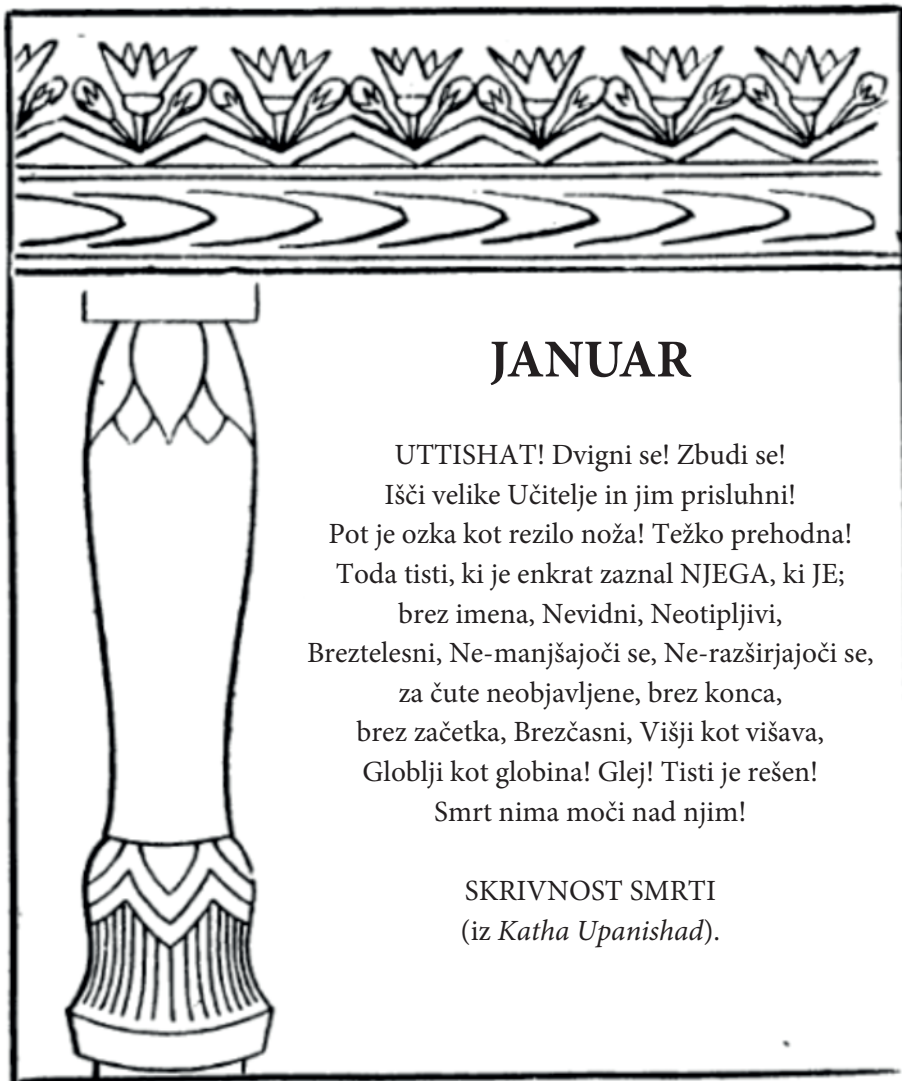 JANUAR
UTTISHAT! Dvigni se! Zbudi se!
Išči velike Učitelje in jim prisluhni!
Pot je ozka kot rezilo noža! Težko prehodna!
Toda tisti, ki je enkrat zaznal NJEGA, ki JE;
brez imena, Nevidni, Neotipljivi,
Breztelesni, Ne-manjšajoči se, Ne-razširjajoči se,
za čute neobjavljene, brez konca,
brez začetka, Brezčasni, Višji kot višava,
Globlji kot globina! Glej! Tisti je rešen!
Smrt nima moči nad njim!
SKRIVNOST SMRTI
(iz Katha Upanishad).